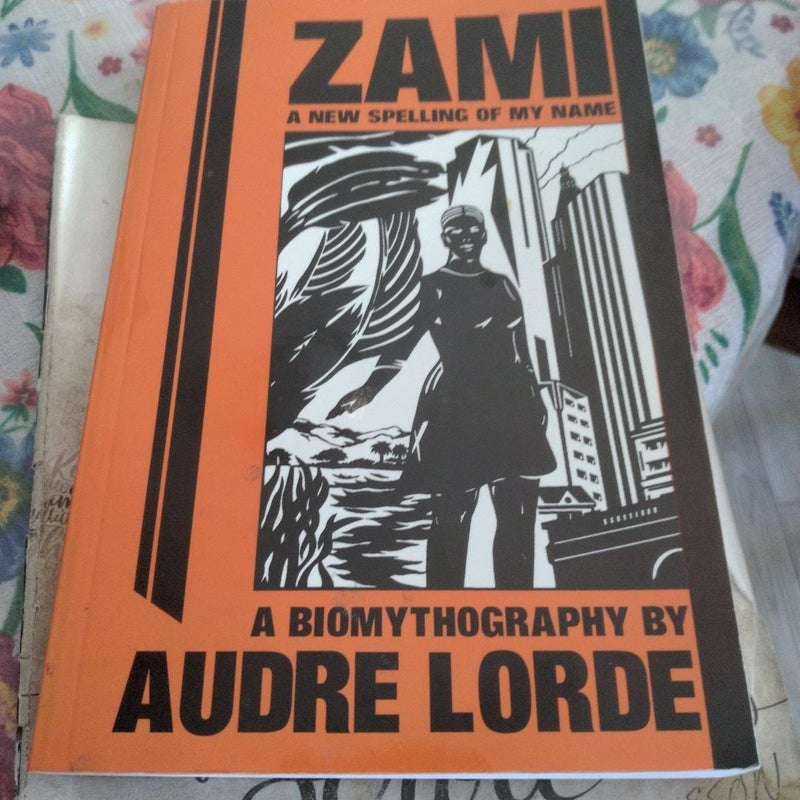 ZAMI
A NEW SPELLING OF MY NAME
A BIOMYTHOGRAPHY BY
AUDRE LORDE